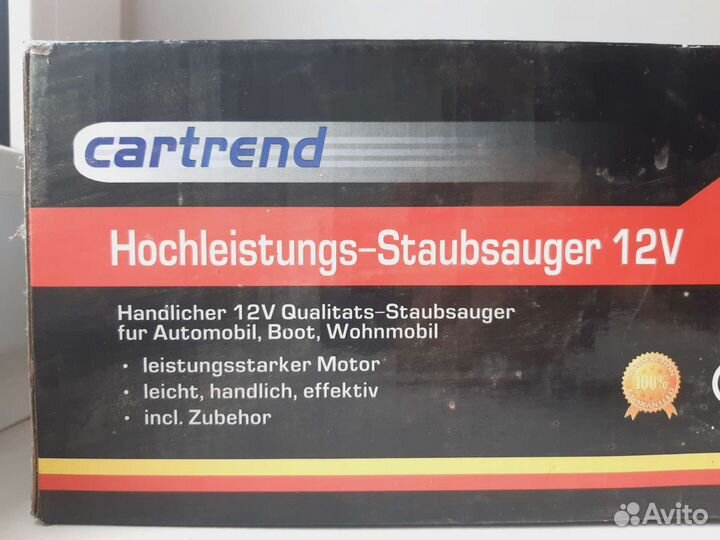 cartrend
Hochleistungs-Staubsauger 12V
Handlicher 12V Qualitats-Staubsauger
fur Automobil, Boot, Wohnmobil
• leistungsstarker Motor
• leicht, handlich, effektiv
• incl. Zubehor
100%
GUARANTEED
Avito